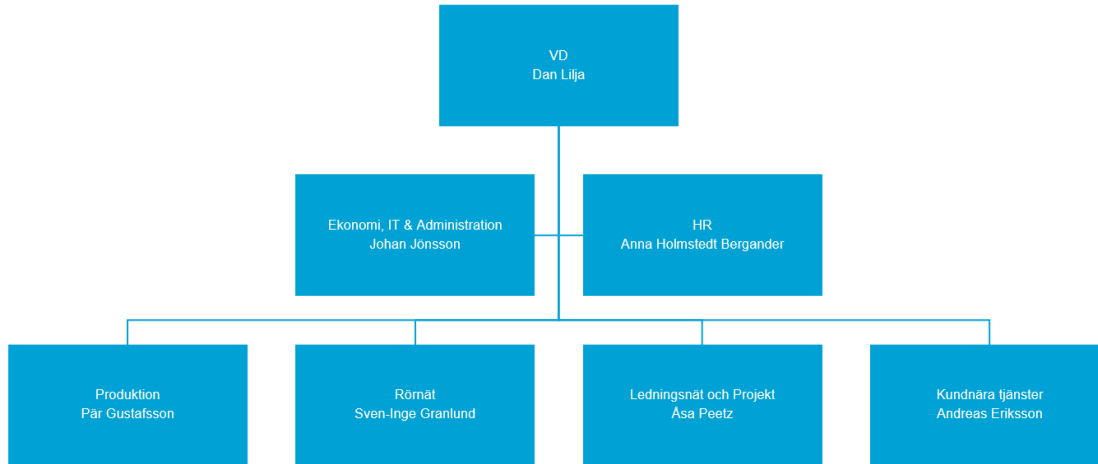 VD
Dan Lilja
Ekonomi, IT & Administration
Johan Jönsson
HR
Anna Holmstedt Bergander
Produktion
Pär Gustafsson
Rörnät
Sven-Inge Granlund
Ledningsnät och Projekt
Åsa Peetz
Kundnära tjänster
Andreas Eriksson